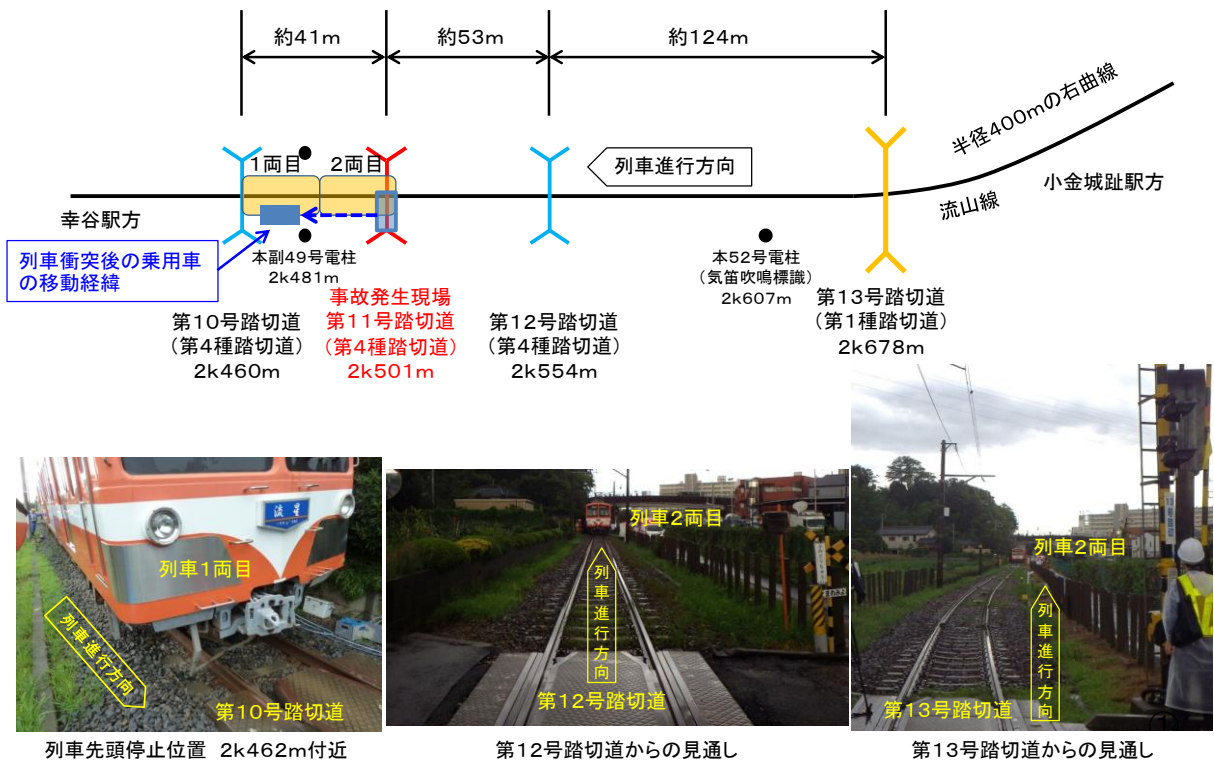 約41m
約53m
約124m
半径400mの右曲線
1両目
2両目
列車進行方向
小金城趾駅方
流山線
幸谷駅方
列車衝突後の乗用車
の移動経緯
本副49号電柱
2k481m
本52号電柱
(気笛吹鳴標識)
2k607m
第10号踏切道
(第4種踏切道)
2k460m
事故発生現場
第11号踏切道
(第4種踏切道)
2k501m
第12号踏切道
(第4種踏切道)
2k554m
第13号踏切道
(第1種踏切道)
2k678m
流星
列車1両目
列車進行方向
第10号踏切道
列車先頭停止位置 2k462m付近
列車2両目
列車進行方向
第12号踏切道
第12号踏切道からの見通し
列車2両目
列車進行方向
第13号踏切道
第13号踏切道からの見通し